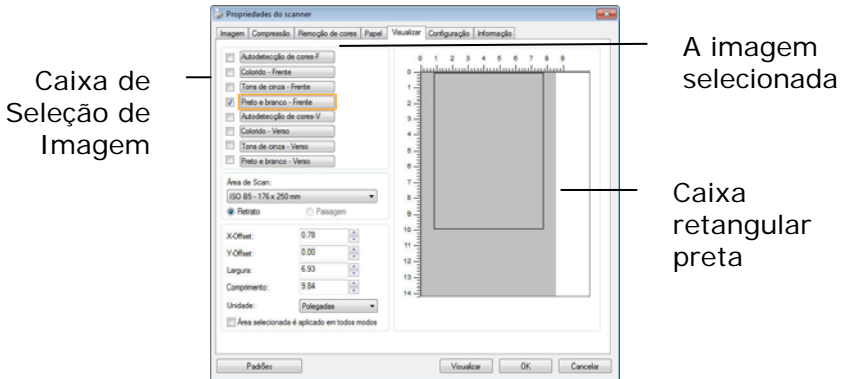 Propriedades do scanner
Imagem Compressão Remoção de cores Papel Visualizar Configuração Informação
Caixa de
Seleção de
Imagem
Autodetecção de cores-F
Colorido - Frente
Tons de cinza - Frente
Preto e branco - Frente
Autodetecção de cores-V
Colorido - Verso
Tons de cinza - Verso
Preto e branco - Verso
Área de Scan:
ISO B5 - 176 x 250 mm
Retrato Paisagem
X-Offset: 0.78
Y-Offset: 0.00
Largura: 6.93
Comprimento: 9.84
Unidade: Polegadas
Área selecionada é aplicado em todos modos
0 1 2 3 4 5 6 7 8 9
0
1
2
3
4
5
6
7
8
9
10
11
12
13
14
A imagem
selecionada
Caixa
retangular
preta
Padrões Visualizar OK Cancelar